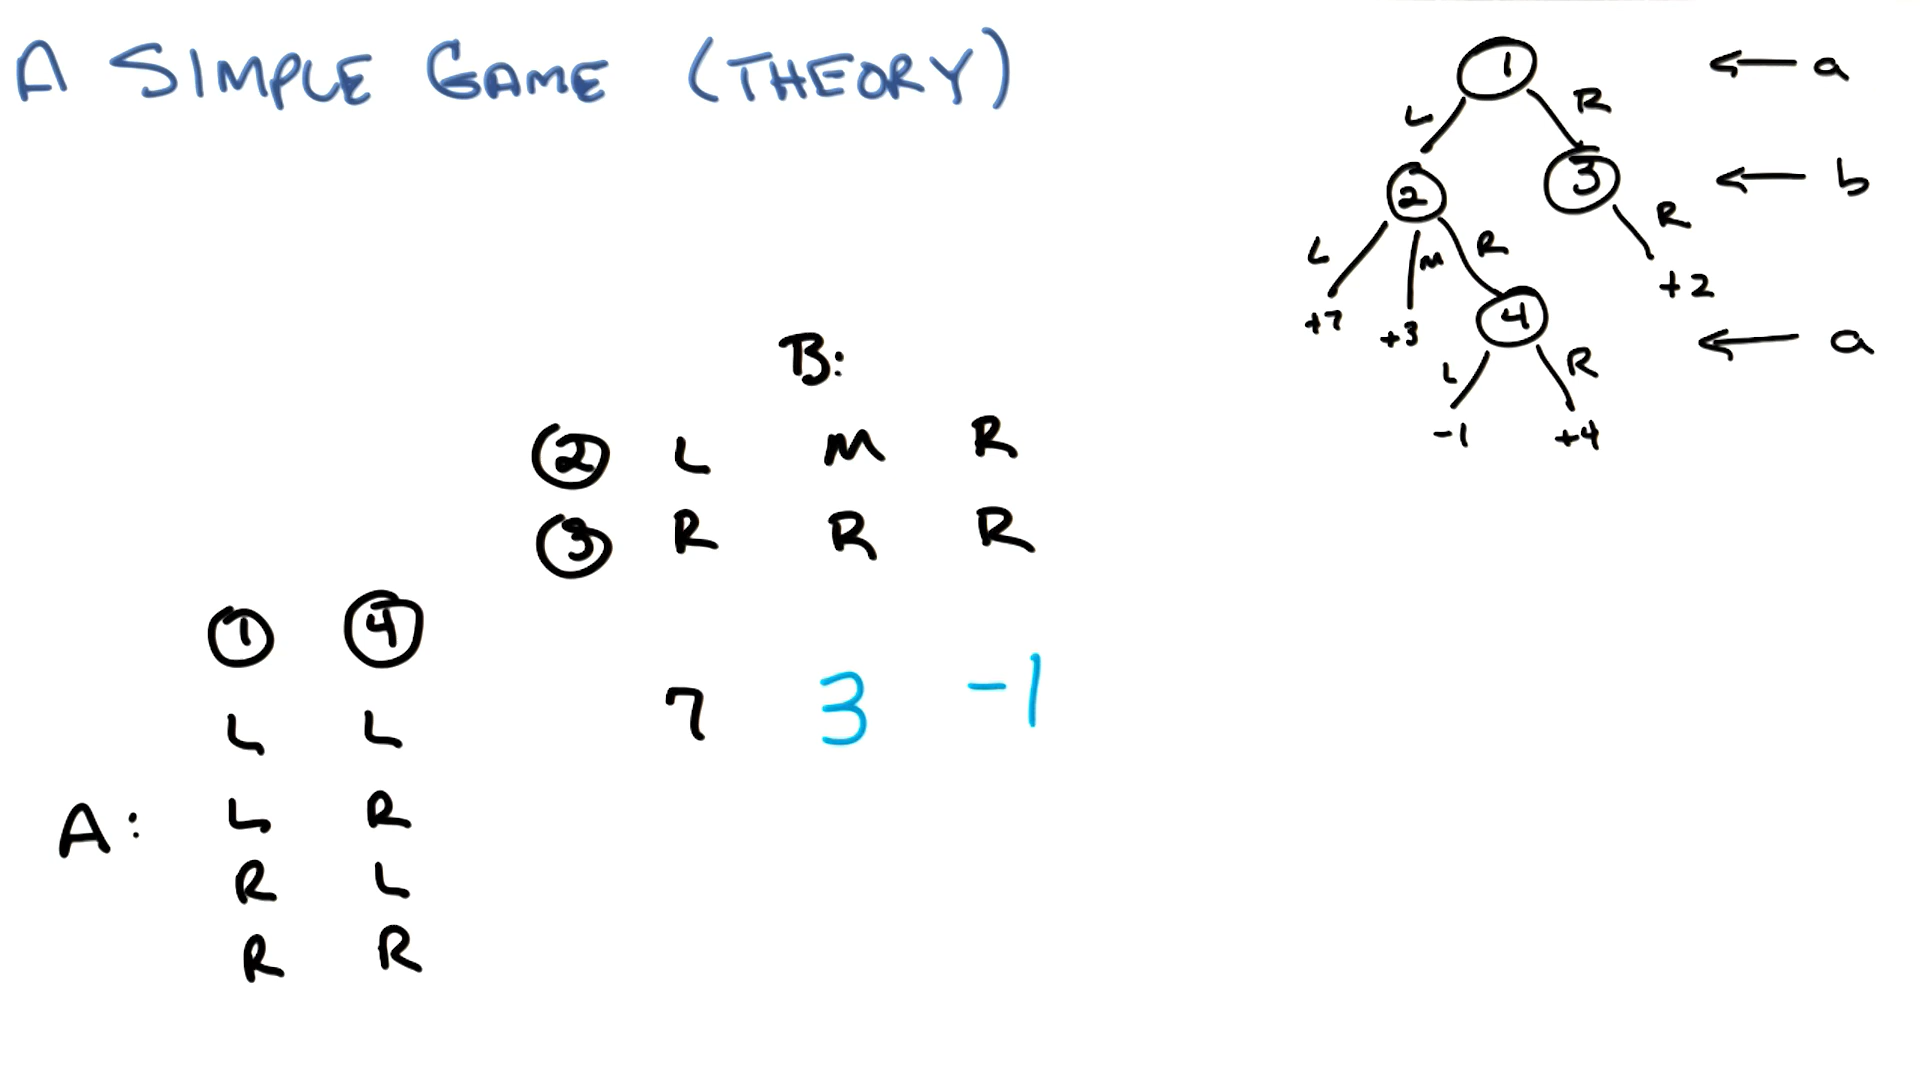 A SIMPLE GAME (THEORY)
1 ← a
L R
2 3 ← b
L M R R
+7 +3 4 +2 ← a
L R
-1 +4
B:
2 L M R
3 R R R
1 4
L L 7 3 -1
A: L R
R L
R R